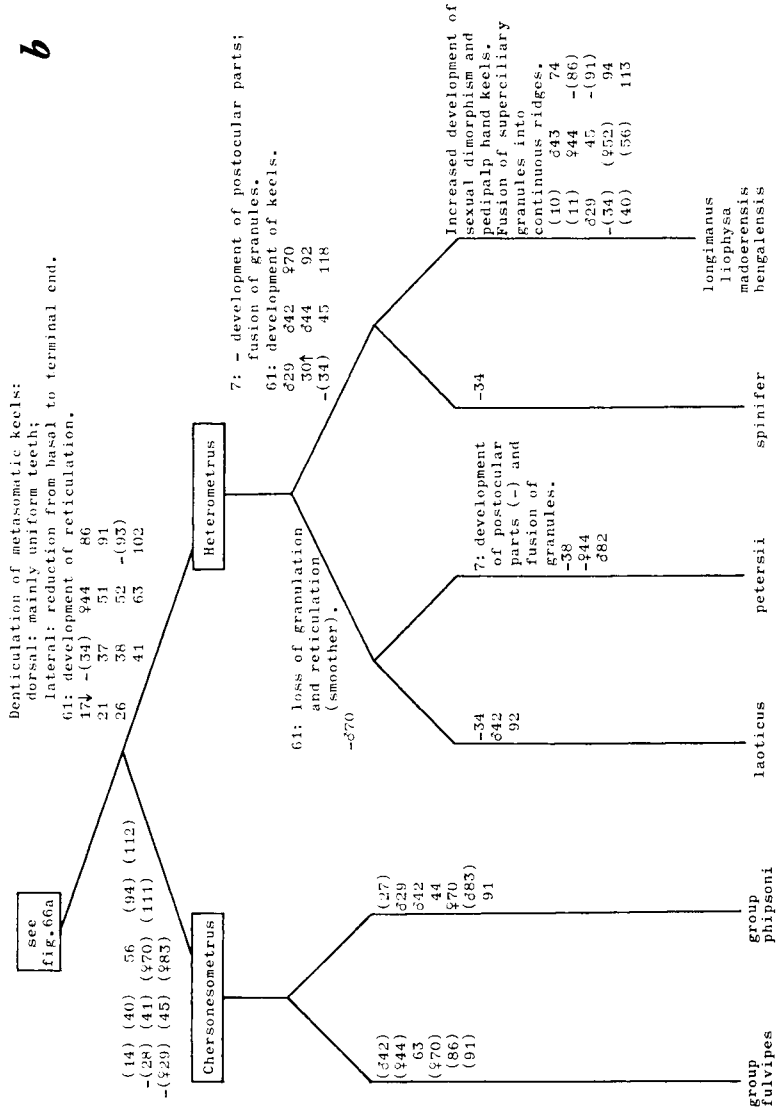 b
see
fig.66a
Denticulation of metasomatic keels:
dorsal: mainly uniform teeth;
lateral: reduction from basal to terminal end.
61: development of reticulation.
17↓ -(34) ♀44 86
21 37 51 91
26 38 52 -(93)
41 63 102
(14) (40) 56 (94) (112)
-(28) (41) (♀70) (111)
-(♀29) (45) (♀83)
Chersonesometrus
Heterometrus
(♂42)
(♀44)
63
(♀70)
(86)
(91)
(27)
♂29
♂42
44
♀70
(♂83)
91
7: - development of postocular parts;
fusion of granules.
61: development of keels.
♂29 ♂42 ♀70
30↑ ♂44 92
-(34) 45 118
61: loss of granulation
and reticulation
(smoother).
-♂70
-34
♂42
92
7: development
of postocular
parts (-) and
fusion of
granules.
-38
-♀44
♂82
-34
Increased development of
sexual dimorphism and
pedipalp hand keels.
Fusion of superciliary
granules into
continuous ridges.
(10) ♂43 74
(11) ♀44 -(86)
♂29 45 -(91)
-(34) (♀52) 94
(40) (56) 113
group
fulvipes
group
phipsoni
laoticus
petersii
spinifer
longimanus
liophysa
madoerensis
bengalensis